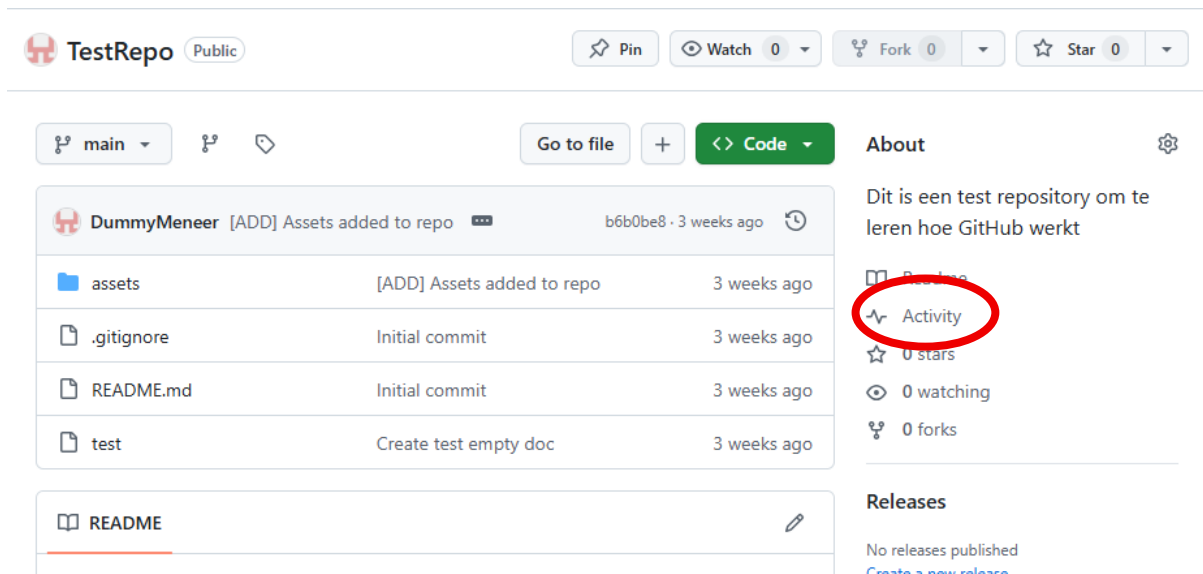 TestRepo Public
Pin Watch 0 Fork 0 Star 0
main Go to file + Code
DummyMeneer [ADD] Assets added to repo b6b0be8 · 3 weeks ago
assets [ADD] Assets added to repo 3 weeks ago
.gitignore Initial commit 3 weeks ago
README.md Initial commit 3 weeks ago
test Create test empty doc 3 weeks ago
README
About
Dit is een test repository om te
leren hoe GitHub werkt
Readme
Activity
0 stars
0 watching
0 forks
Releases
No releases published
Create a new release